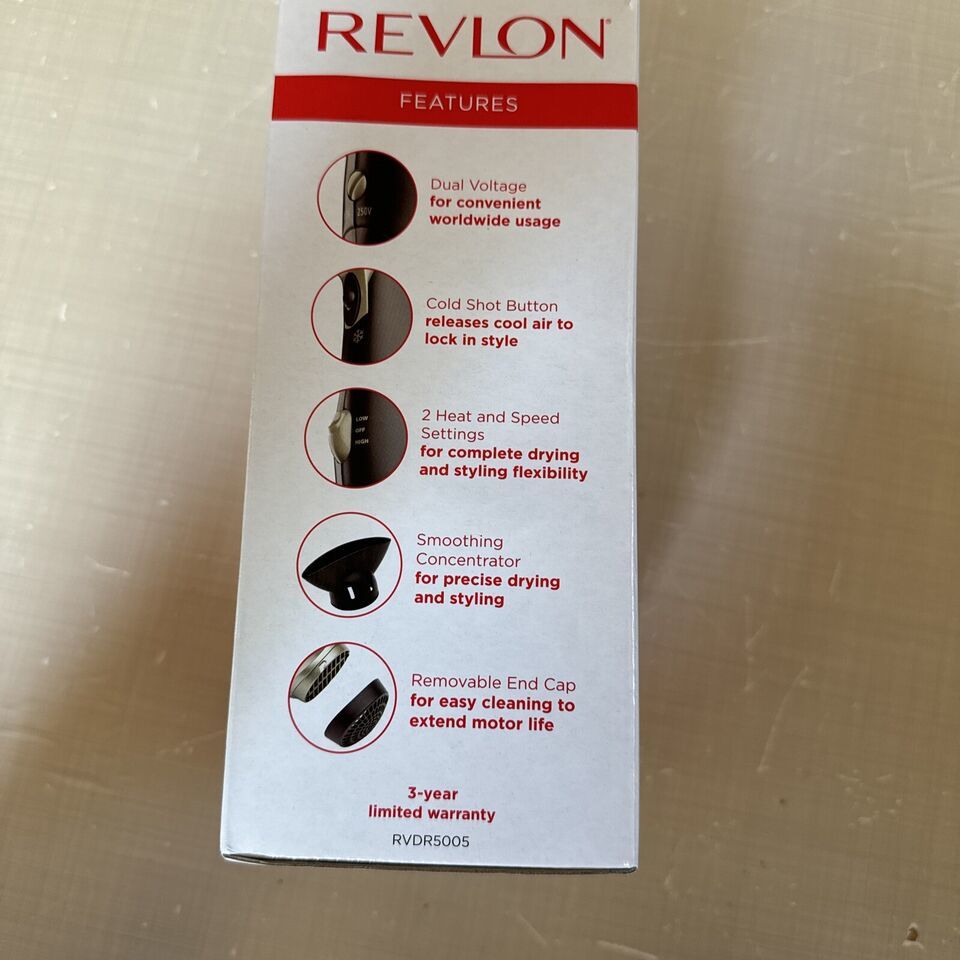 REVLON®
FEATURES
250V
Dual Voltage
for convenient
worldwide usage
Cold Shot Button
releases cool air to
lock in style
LOW
OFF
HIGH
2 Heat and Speed
Settings
for complete drying
and styling flexibility
Smoothing
Concentrator
for precise drying
and styling
Removable End Cap
for easy cleaning to
extend motor life
3-year
limited warranty
RVDR5005